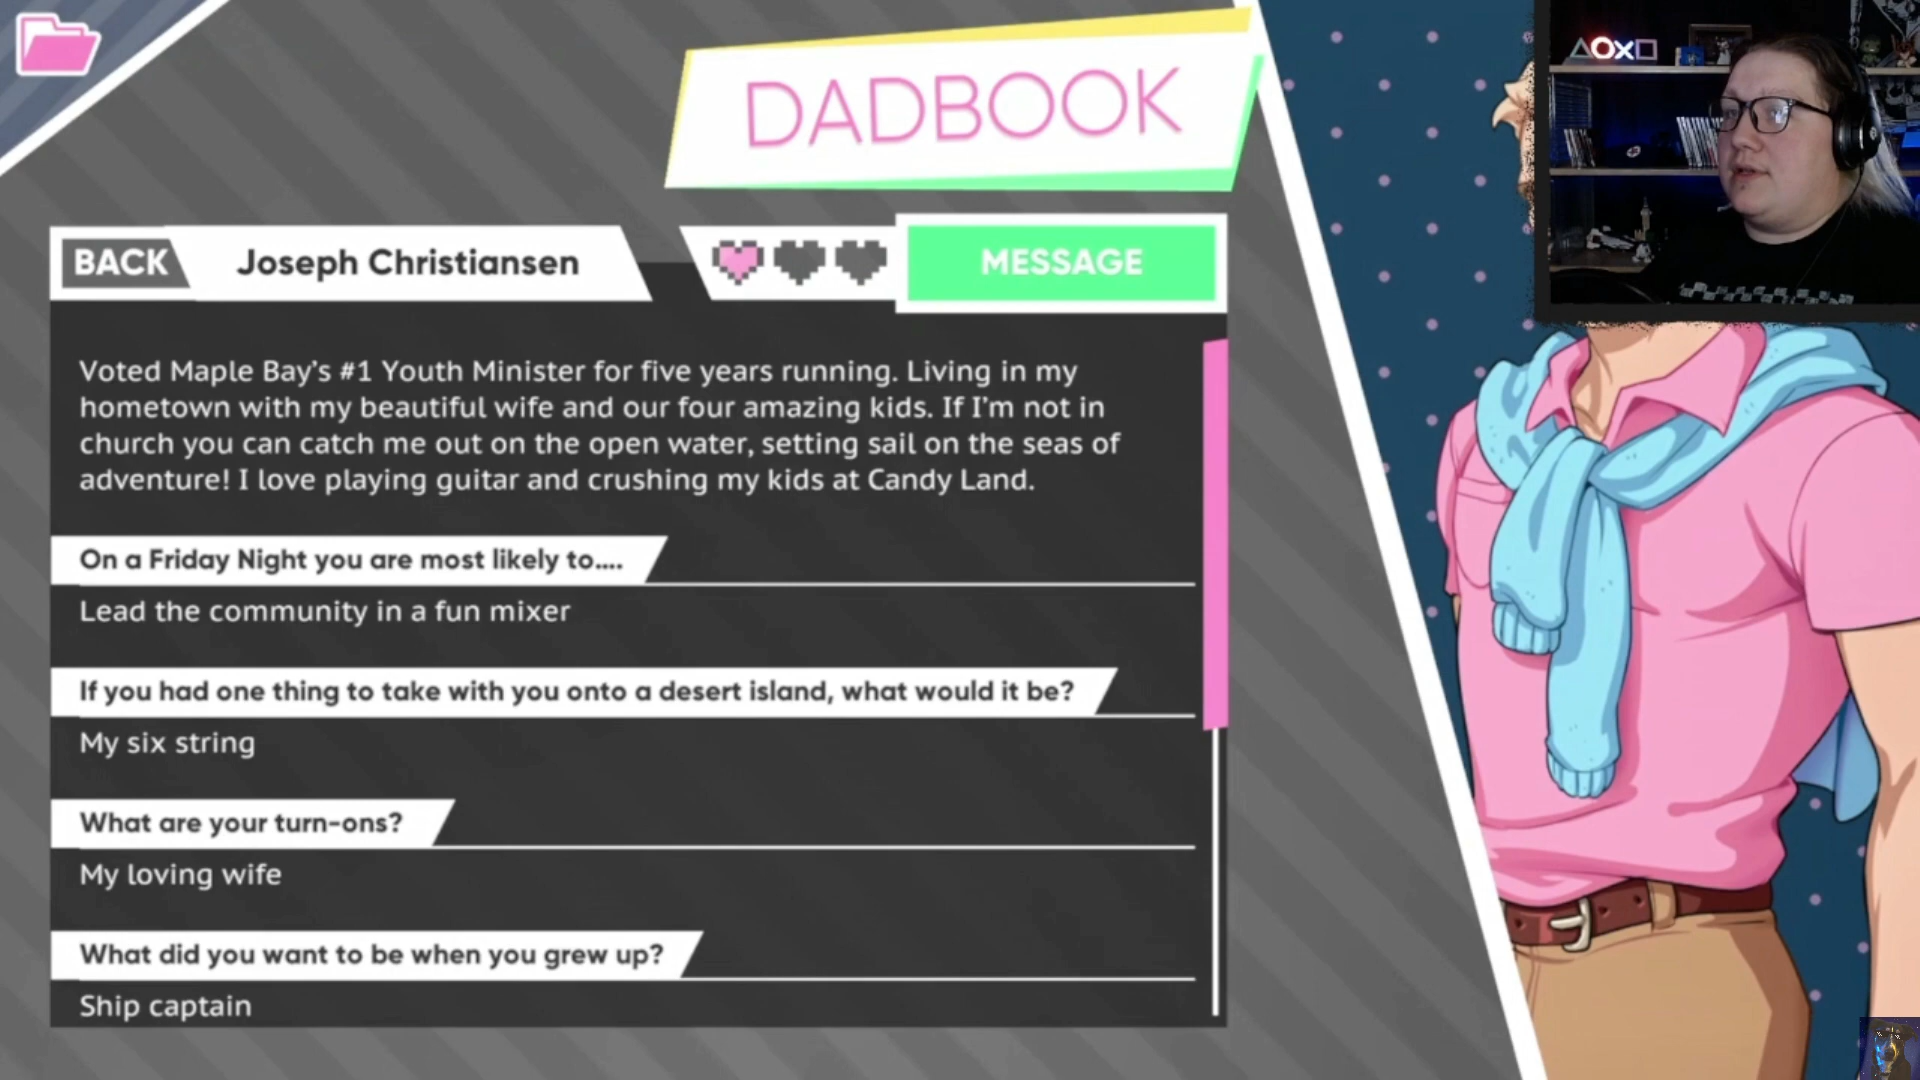 DADBOOK
BACK
Joseph Christiansen
MESSAGE
Voted Maple Bay's #1 Youth Minister for five years running. Living in my
hometown with my beautiful wife and our four amazing kids. If I'm not in
church you can catch me out on the open water, setting sail on the seas of
adventure! I love playing guitar and crushing my kids at Candy Land.
On a Friday Night you are most likely to....
Lead the community in a fun mixer
If you had one thing to take with you onto a desert island, what would it be?
My six string
What are your turn-ons?
My loving wife
What did you want to be when you grew up?
Ship captain